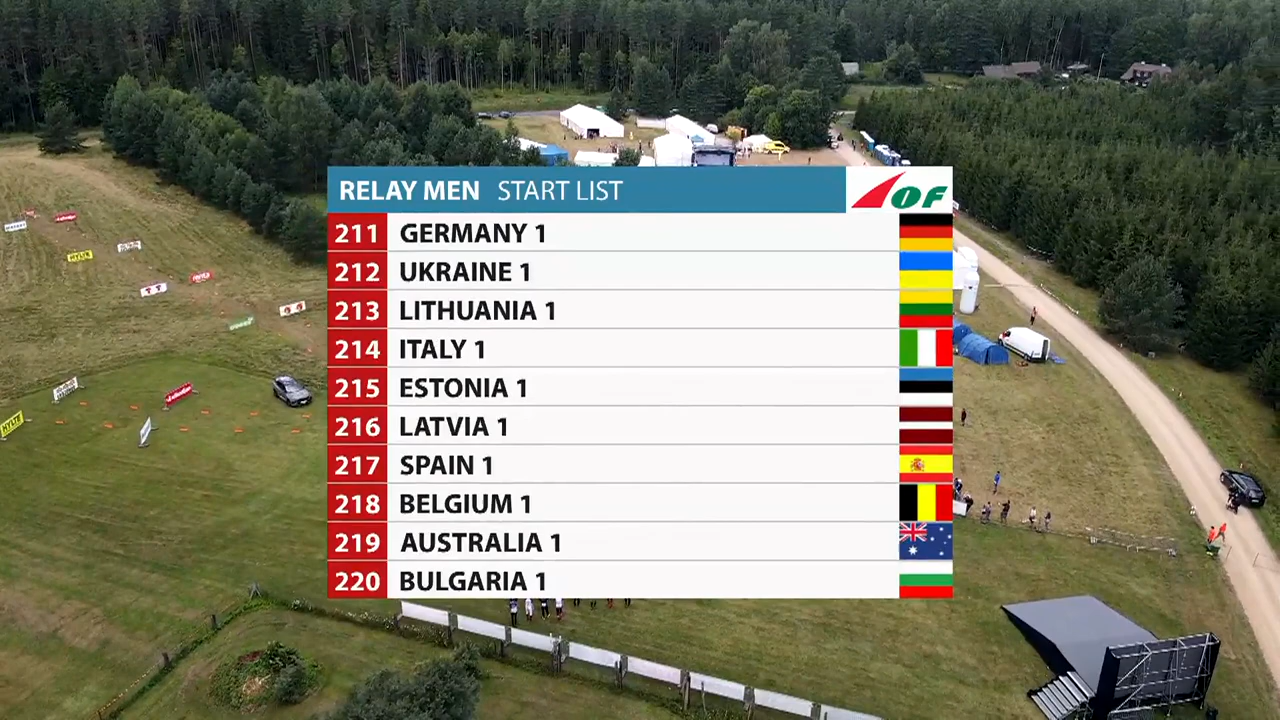 RELAY MEN START LIST
IOF
211 GERMANY 1
212 UKRAINE 1
213 LITHUANIA 1
214 ITALY 1
215 ESTONIA 1
216 LATVIA 1
217 SPAIN 1
218 BELGIUM 1
219 AUSTRALIA 1
220 BULGARIA 1